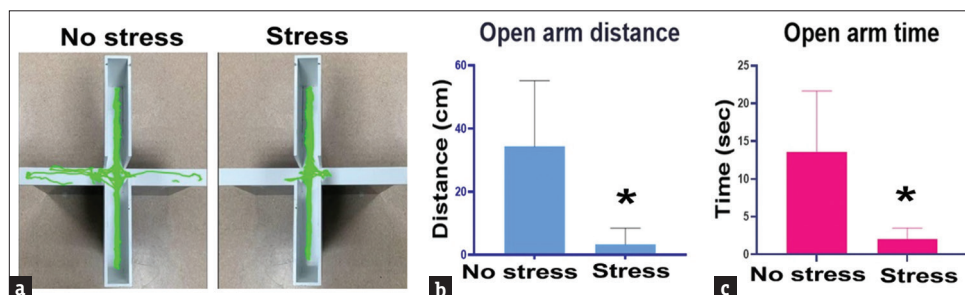 No stress
Stress
a
Open arm distance
Distance (cm)
60
40
20
0
*
No stress
Stress
b
Open arm time
Time (sec)
25
20
15
10
5
0
*
No stress
Stress
c